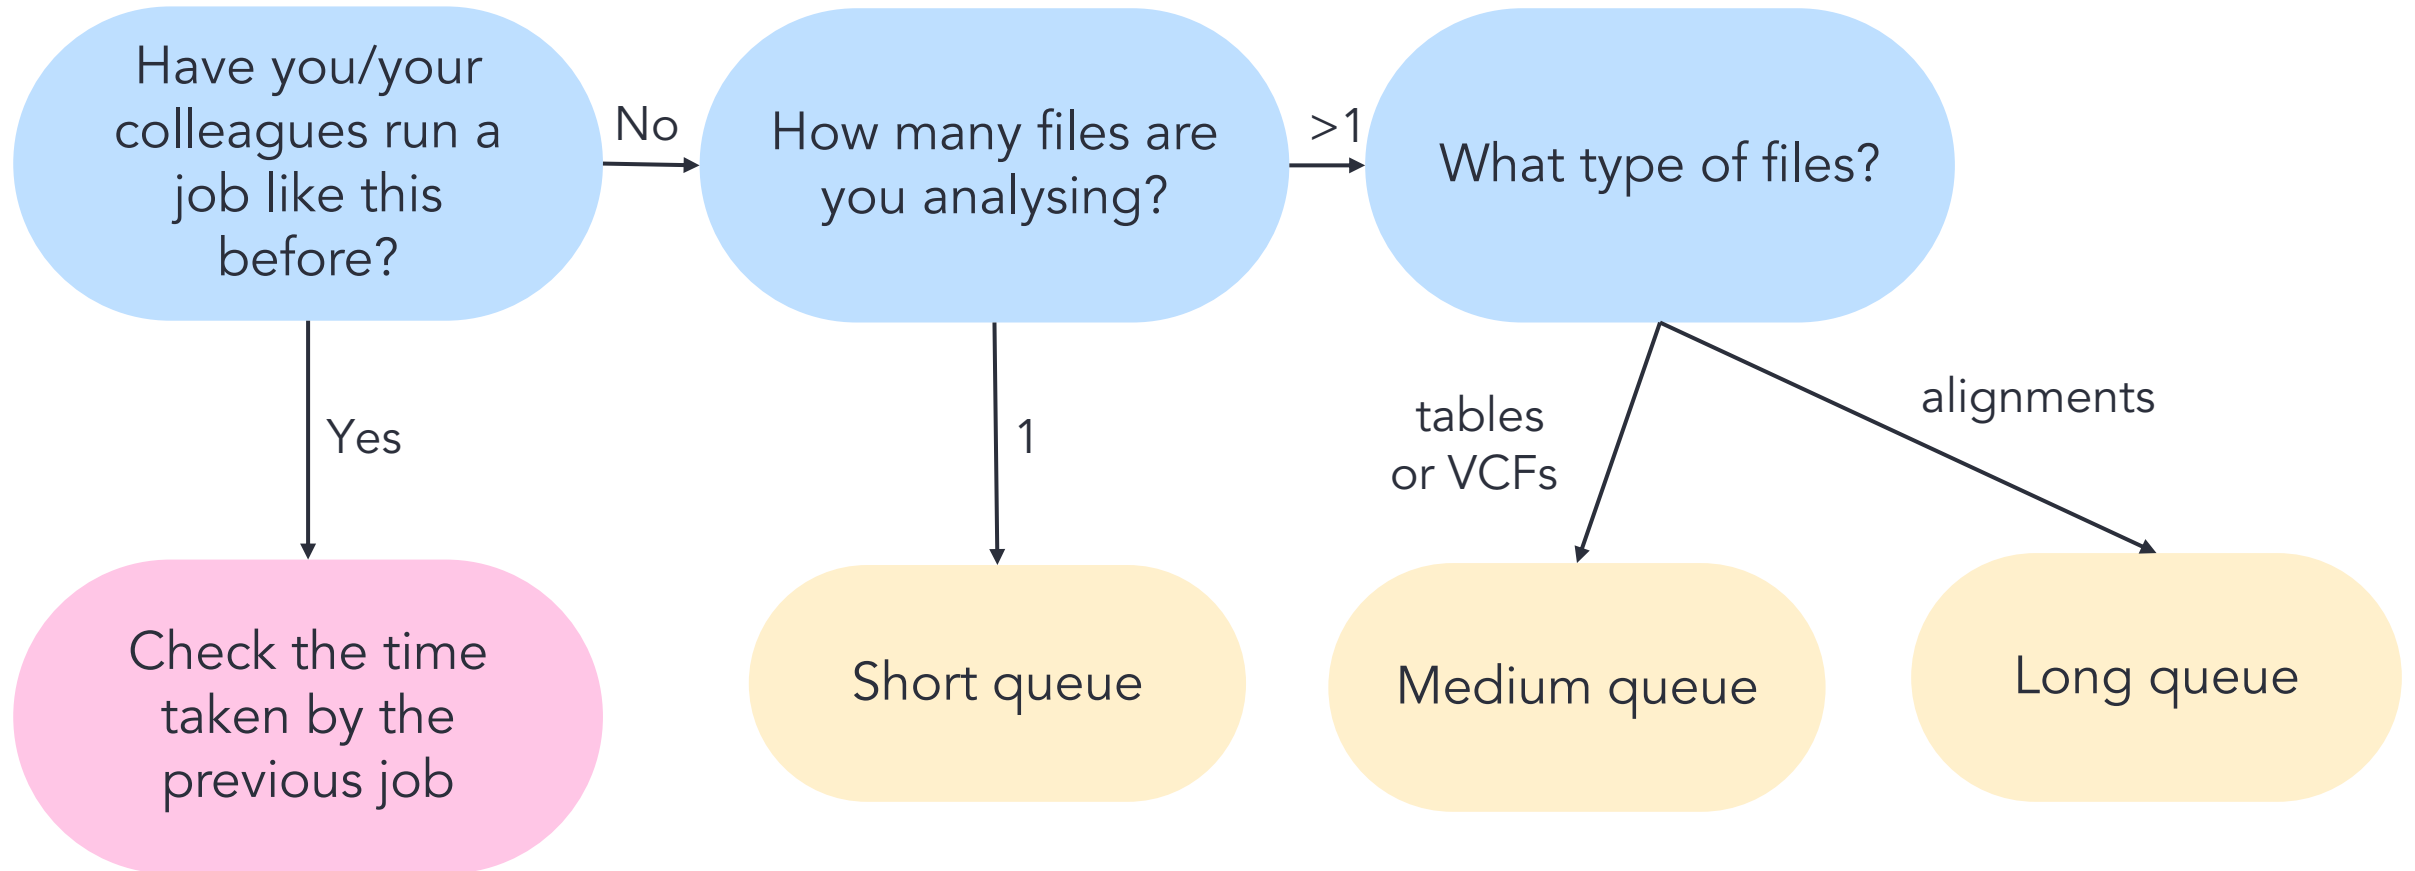 Have you/your
colleagues run a
job like this
before?
No
How many files are
you analysing?
>1
What type of files?
Yes
1
tables
or VCFs
alignments
Check the time
taken by the
previous job
Short queue
Medium queue
Long queue